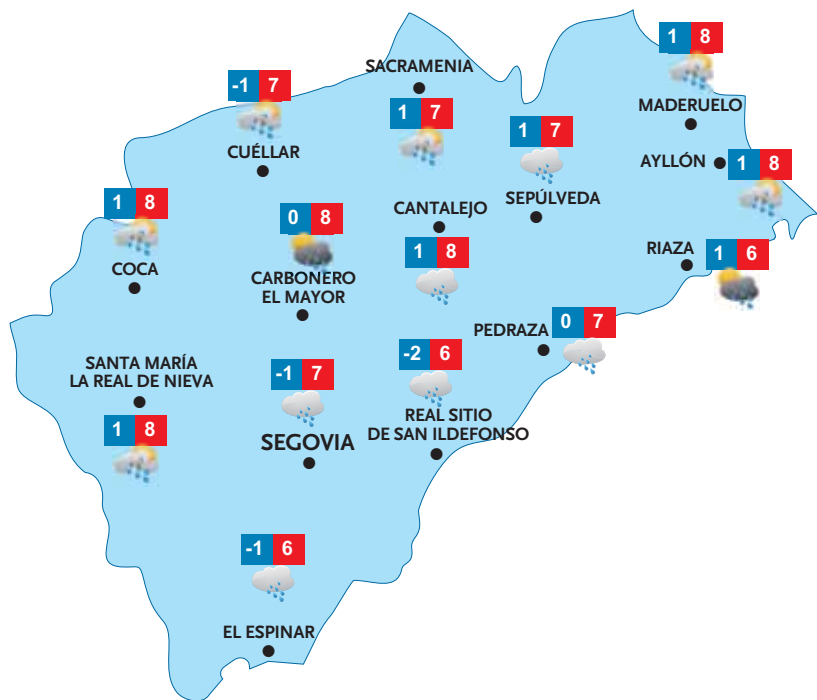 1 8
MADERUELO
SACRAMENIA
1 7
-1 7
CUÉLLAR
1 7
SEPÚLVEDA
AYLLÓN
1 8
1 8
COCA
0 8
CARBONERO
EL MAYOR
CANTALEJO
1 8
RIAZA
1 6
PEDRAZA
0 7
SANTA MARÍA
LA REAL DE NIEVA
1 8
-1 7
SEGOVIA
-2 6
REAL SITIO
DE SAN ILDEFONSO
-1 6
EL ESPINAR